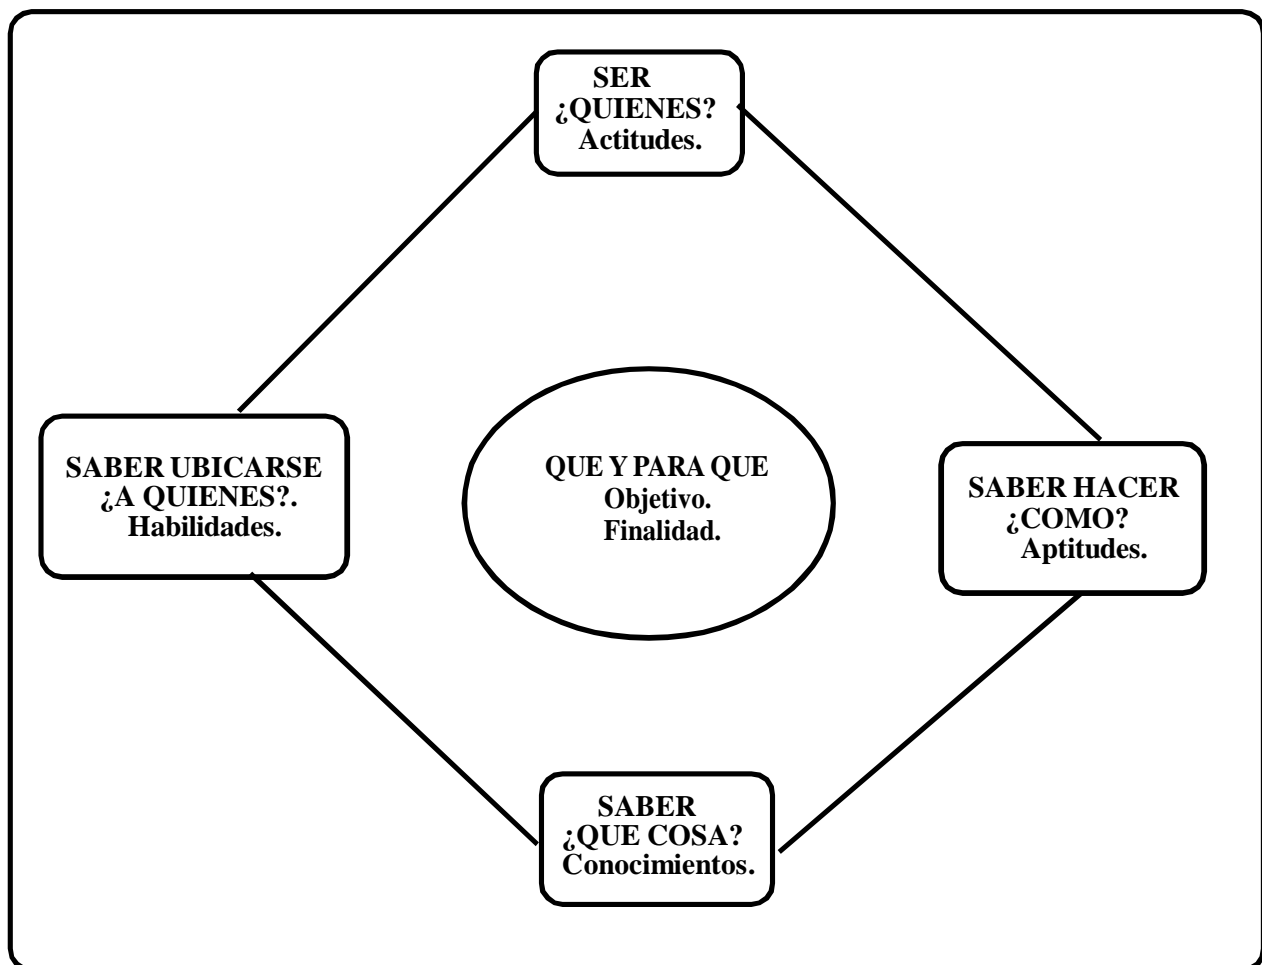 SER
¿QUIENES?
Actitudes.
SABER UBICARSE
¿A QUIENES?.
Habilidades.
QUE Y PARA QUE
Objetivo.
Finalidad.
SABER HACER
¿COMO?
Aptitudes.
SABER
¿QUE COSA?
Conocimientos.